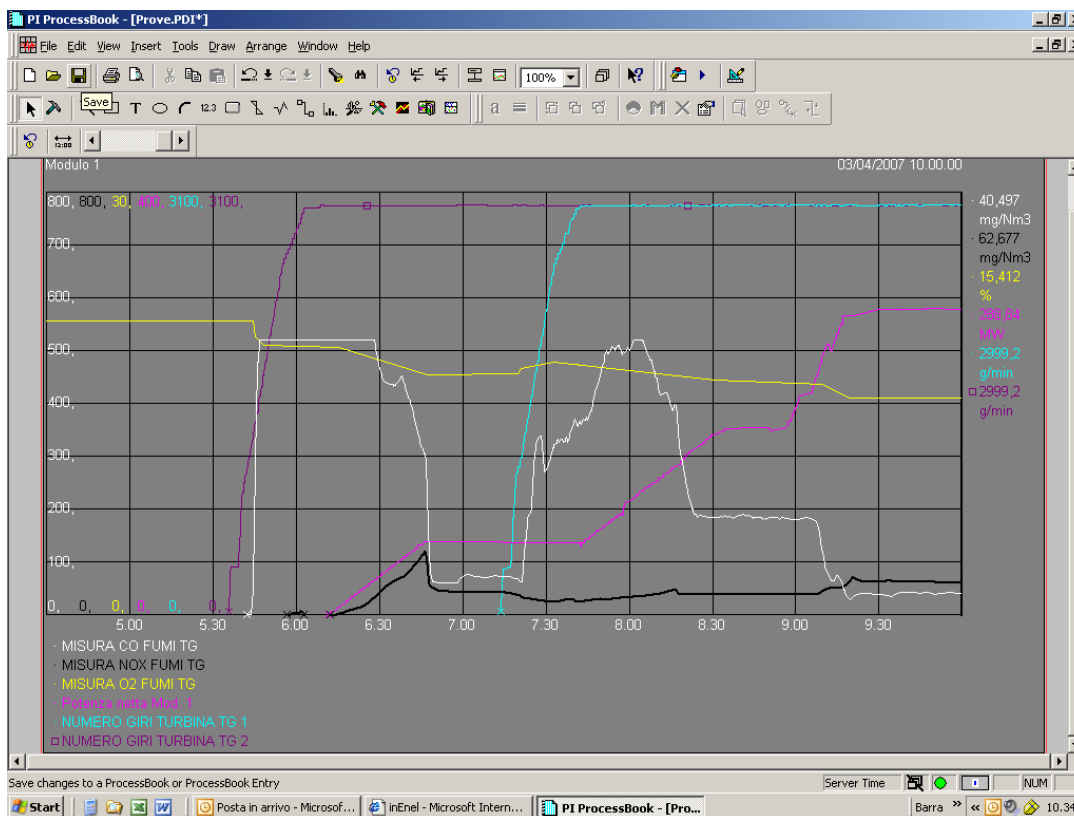 PI ProcessBook - [Prove.PDI*]
File Edit View Insert Tools Draw Arrange Window Help
100%
Save
T 12.3 a M
12:00
Modulo 1 03/04/2007 10.00.00
800, 800, 30, 400, 3100, 3100,
700,
600,
500,
400,
300,
200,
100,
0, 0, 0, 0, 0, 0,
5.00 5.30 6.00 6.30 7.00 7.30 8.00 8.30 9.00 9.30
40,497
mg/Nm3
62,677
mg/Nm3
15,412
%
288,84
MW
2999,2
g/min
2999,2
g/min
MISURA CO FUMI TG
MISURA NOX FUMI TG
MISURA O2 FUMI TG
Potenza netta Mod. 1
NUMERO GIRI TURBINA TG 1
NUMERO GIRI TURBINA TG 2
Save changes to a ProcessBook or ProcessBook Entry Server Time NUM
Start Posta in arrivo - Microsof... inEnel - Microsoft Intern... PI ProcessBook - [Pro... Barra » « 10.34